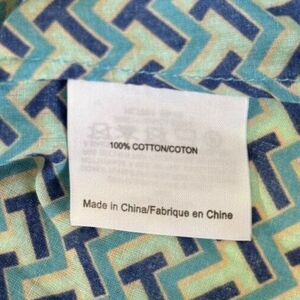 100% COTTON/COTON
Made in China/Fabrique en Chine